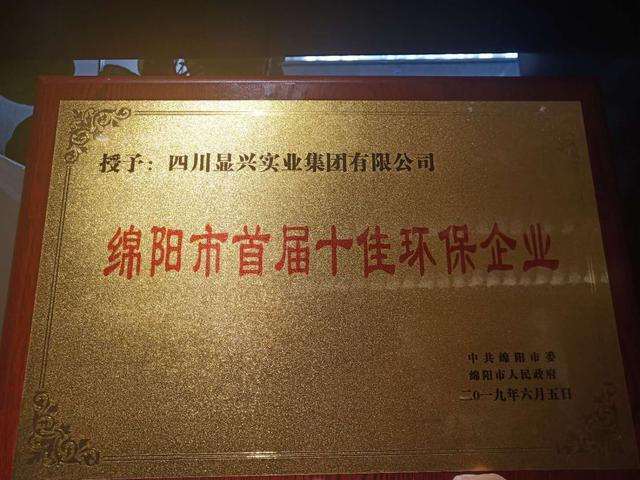 授予：四川显兴实业集团有限公司
绵阳市首届十佳环保企业
中共绵阳市委
绵阳市人民政府
二0一九年六月五日